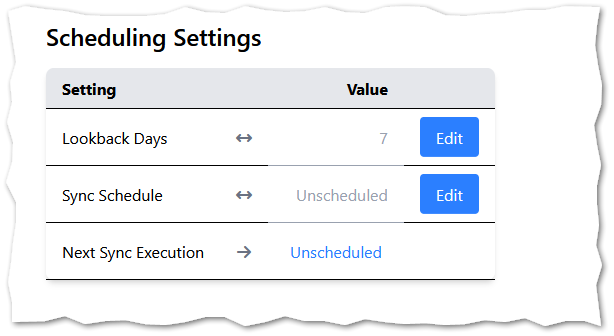 Scheduling Settings
Setting Value
Lookback Days ↔ 7 Edit
Sync Schedule ↔ Unscheduled Edit
Next Sync Execution → Unscheduled